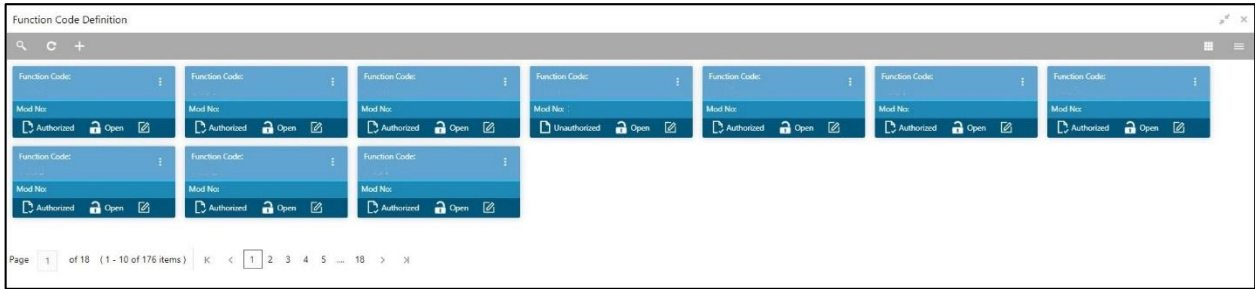 Function Code Definition
Function Code: Function Code: Function Code: Function Code: Function Code: Function Code: Function Code:
Mod No: Mod No: Mod No: Mod No: Mod No: Mod No: Mod No:
Authorized Open Authorized Open Authorized Open Unauthorized Open Authorized Open Authorized Open Authorized Open
Function Code: Function Code: Function Code:
Mod No: Mod No: Mod No:
Authorized Open Authorized Open Authorized Open
Page 1 of 18 (1 - 10 of 176 items) K < 1 2 3 4 5 ... 18 > ꓘ